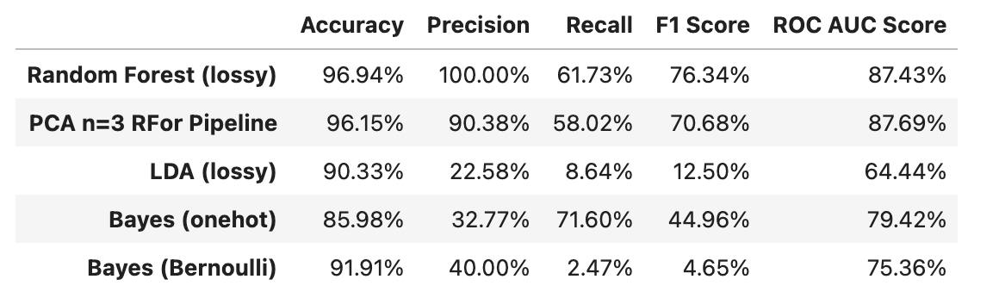 Accuracy Precision Recall F1 Score ROC AUC Score
Random Forest (lossy) 96.94% 100.00% 61.73% 76.34% 87.43%
PCA n=3 RFor Pipeline 96.15% 90.38% 58.02% 70.68% 87.69%
LDA (lossy) 90.33% 22.58% 8.64% 12.50% 64.44%
Bayes (onehot) 85.98% 32.77% 71.60% 44.96% 79.42%
Bayes (Bernoulli) 91.91% 40.00% 2.47% 4.65% 75.36%